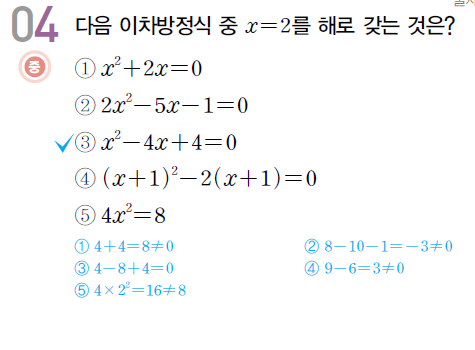 04 다음 이차방정식 중 x=2를 해로 갖는 것은?
중
① x²+2x=0
② 2x²-5x-1=0
③ x²-4x+4=0
④ (x+1)²-2(x+1)=0
⑤ 4x²=8
① 4+4=8≠0 ② 8-10-1=-3≠0
③ 4-8+4=0 ④ 9-6=3≠0
⑤ 4×2²=16≠8